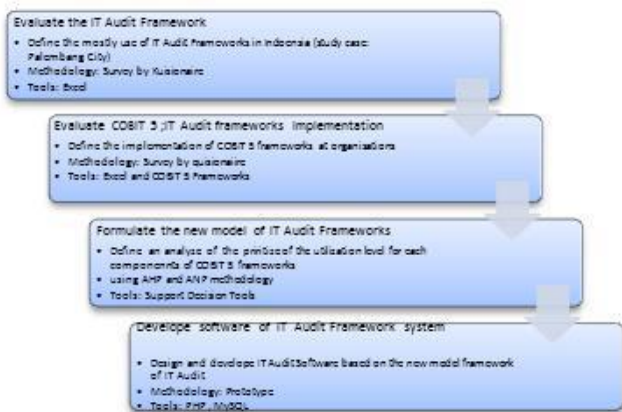 Evaluate the IT Audit Framework
• Define the mostly use of IT Audit Frameworks in Indonsia (study case:
Palembang City)
• Methodology: Survey by Kuisionaire
• Tools: Excel
Evaluate COBIT 5 ;IT Audit frameworks Implementation
• Define the implementation of COBIT 5 frameworks at organisations
• Methodology: Survey by quisionaire
• Tools: Excel and COBIT 5 Frameworks
Formulate the new model of IT Audit Frameworks
• Define an analyse of the of the utilisation level for each
components of COBIT 5 frameworks
• using AHP and ANP methodology
• Tools: Support Decision Tools
Develope software of IT Audit Framework system
• Design and develope IT Audit Software based on the new model framework
of IT Audit
• Methodology: Prototype
• Tools: PHP, MySQL